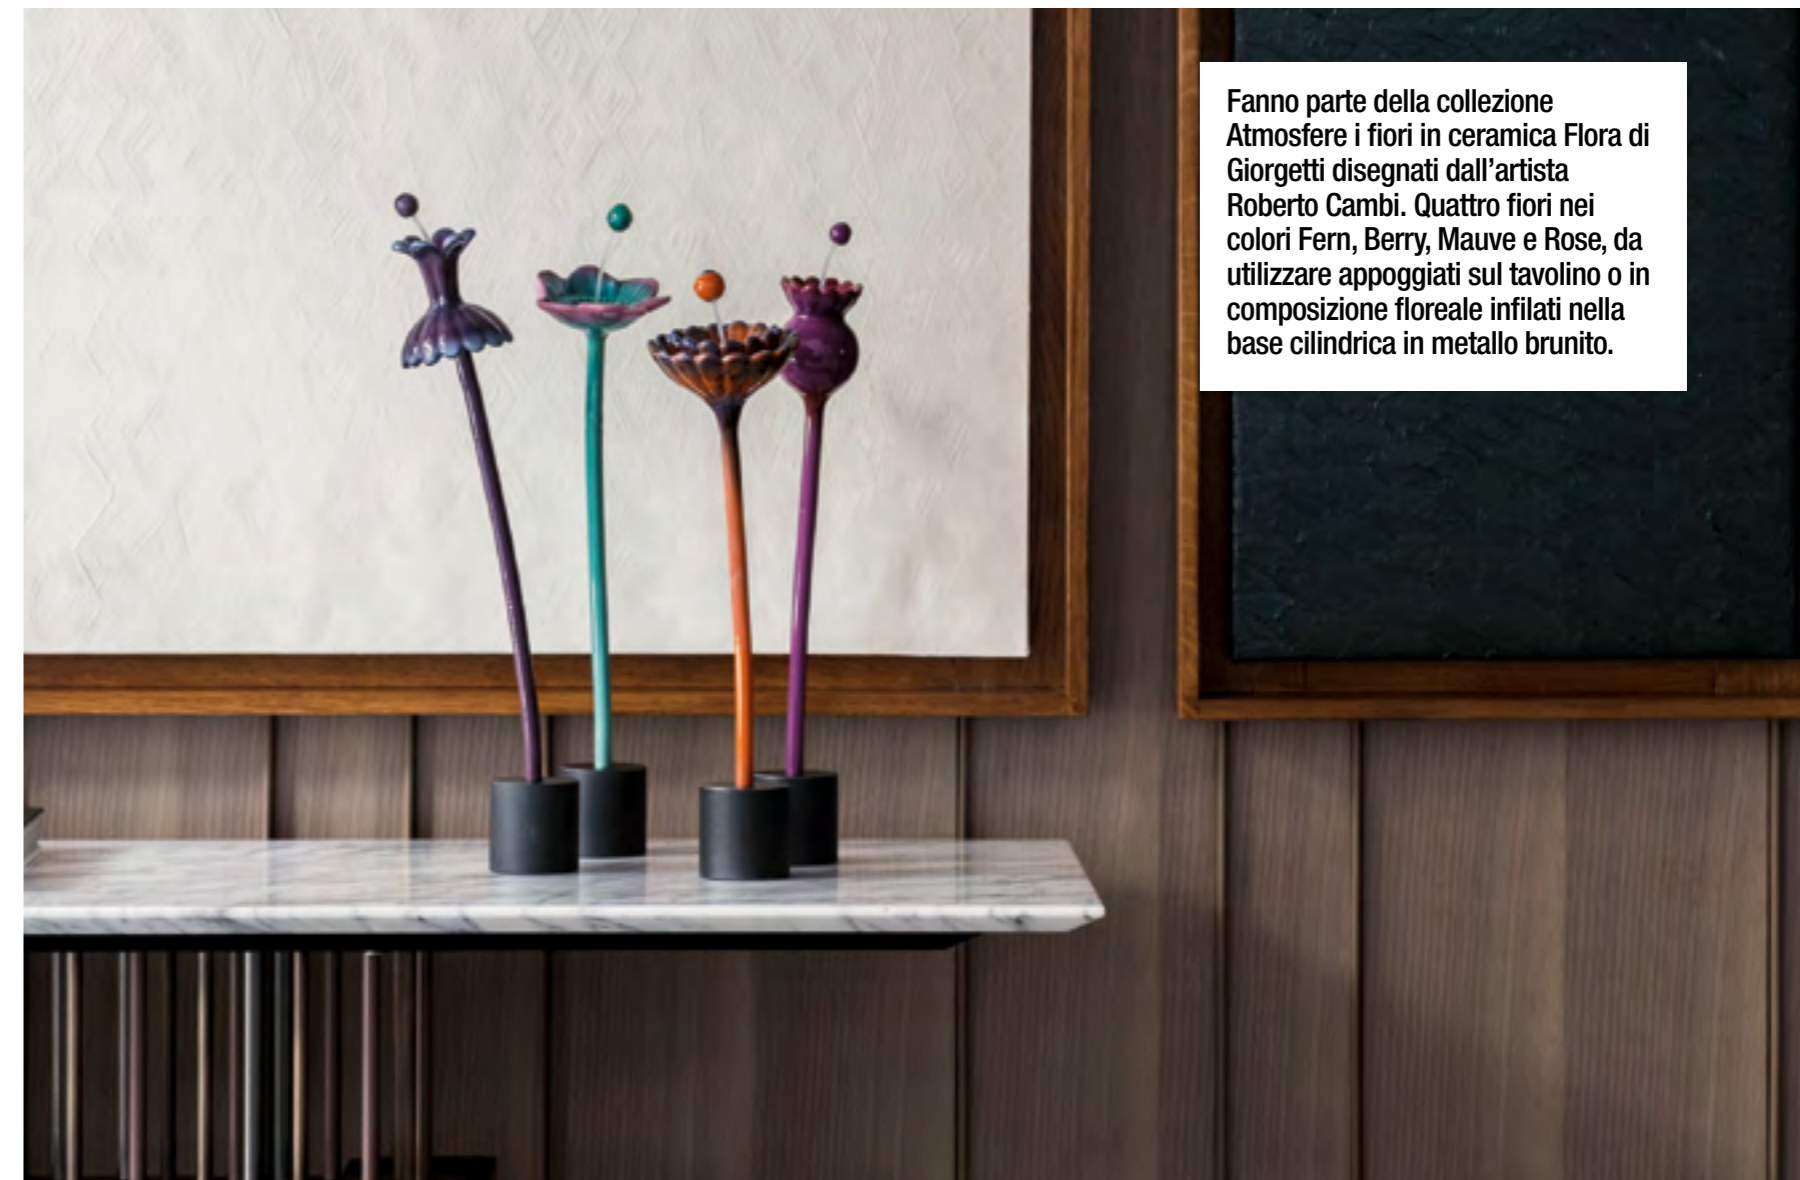 Fanno parte della collezione
Atmosfere i fiori in ceramica Flora di
Giorgetti disegnati dall’artista
Roberto Cambi. Quattro fiori nei
colori Fern, Berry, Mauve e Rose, da
utilizzare appoggiati sul tavolino o in
composizione floreale infilati nella
base cilindrica in metallo brunito.